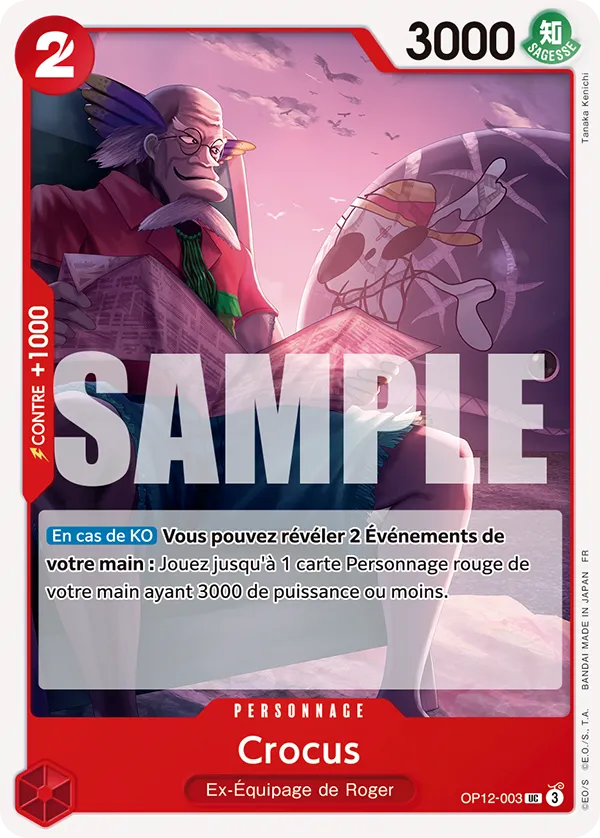 2
3000
知
SAGESSE
Tanaka Kenichi
CONTRE +1000
SAMPLE
En cas de KO Vous pouvez révéler 2 Événements de
votre main : Jouez jusqu'à 1 carte Personnage rouge de
votre main ayant 3000 de puissance ou moins.
PERSONNAGE
Crocus
Ex-Équipage de Roger
OP12-003 UC 3
©EO/S ©E.O./S., T.A. BANDAI MADE IN JAPAN FR